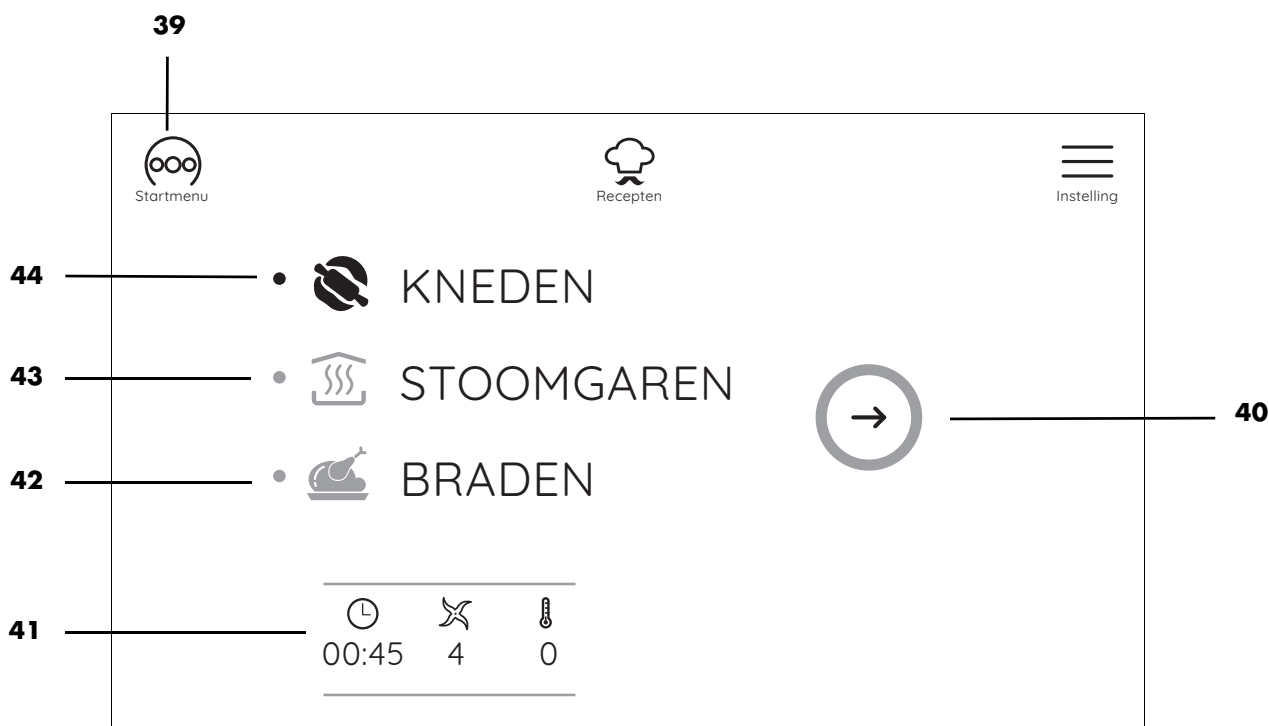 39
Startmenu
Recepten
Instelling
44
KNEDEN
43
STOOMGAREN
40
42
BRADEN
41
00:45 4 0